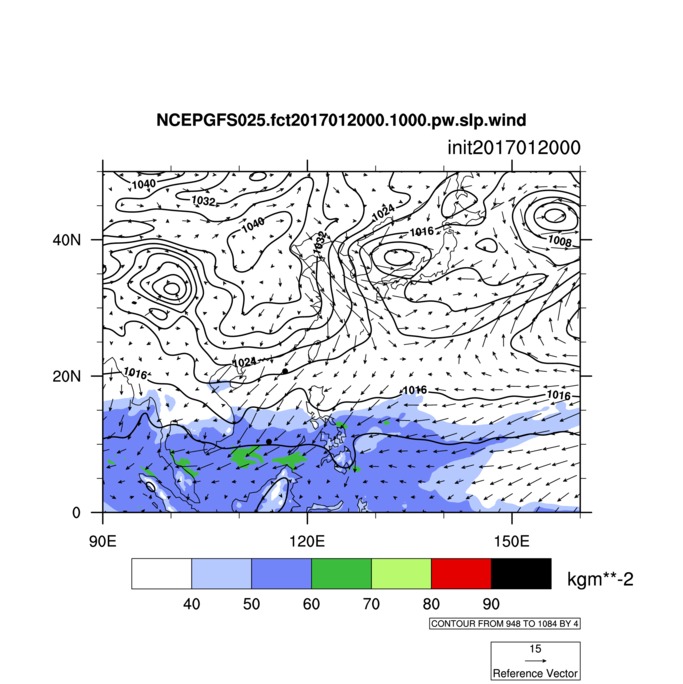 NCEPGFS025.fct2017012000.1000.pw.slp.wind
init2017012000
1040
1032
1040
1032
1024
1016
1008
40N
1024
1016
1016
1016
20N
0
90E 120E 150E
kgm**-2
40 50 60 70 80 90
CONTOUR FROM 948 TO 1084 BY 4
15
Reference Vector